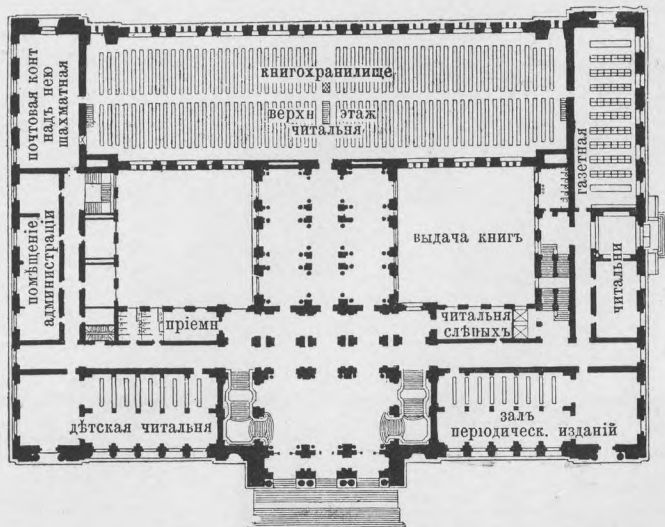 почтовая конт
надъ нею
шахматная
книгохранилище
верхн этаж
читальня
газетная
помѣщеніе
администраціи
выдача книгъ
читальни
пріемн
читальня
слѣпыхъ
дѣтская читальня
залъ
періодическ. изданій